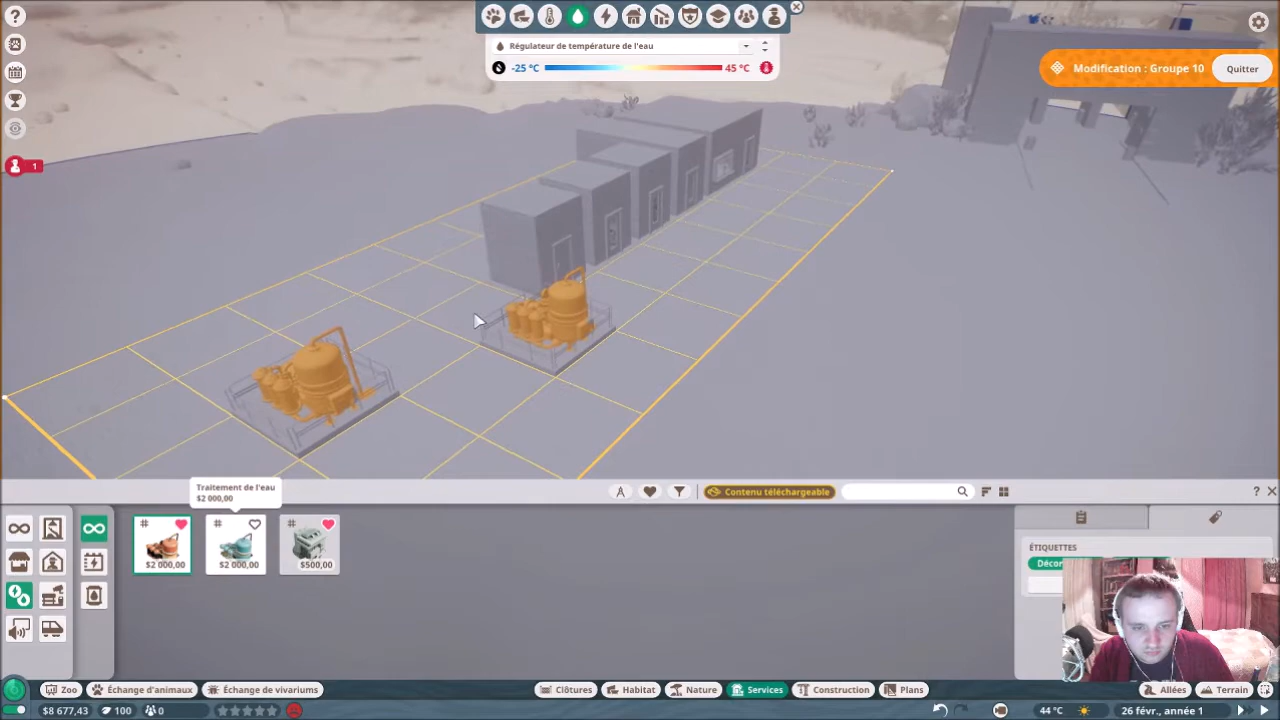 Régulateur de température de l'eau
-25 °C
45 °C
Modification : Groupe 10
Quitter
1
Traitement de l'eau
$2 000,00
Contenu téléchargeable
$2 000,00
$2 000,00
$500,00
ÉTIQUETTES
Décor
Zoo
Échange d'animaux
Échange de vivariums
Clôtures
Habitat
Nature
Services
Construction
Plans
Allées
Terrain
$8 677,43
100
0
44 °C
26 févr., année 1